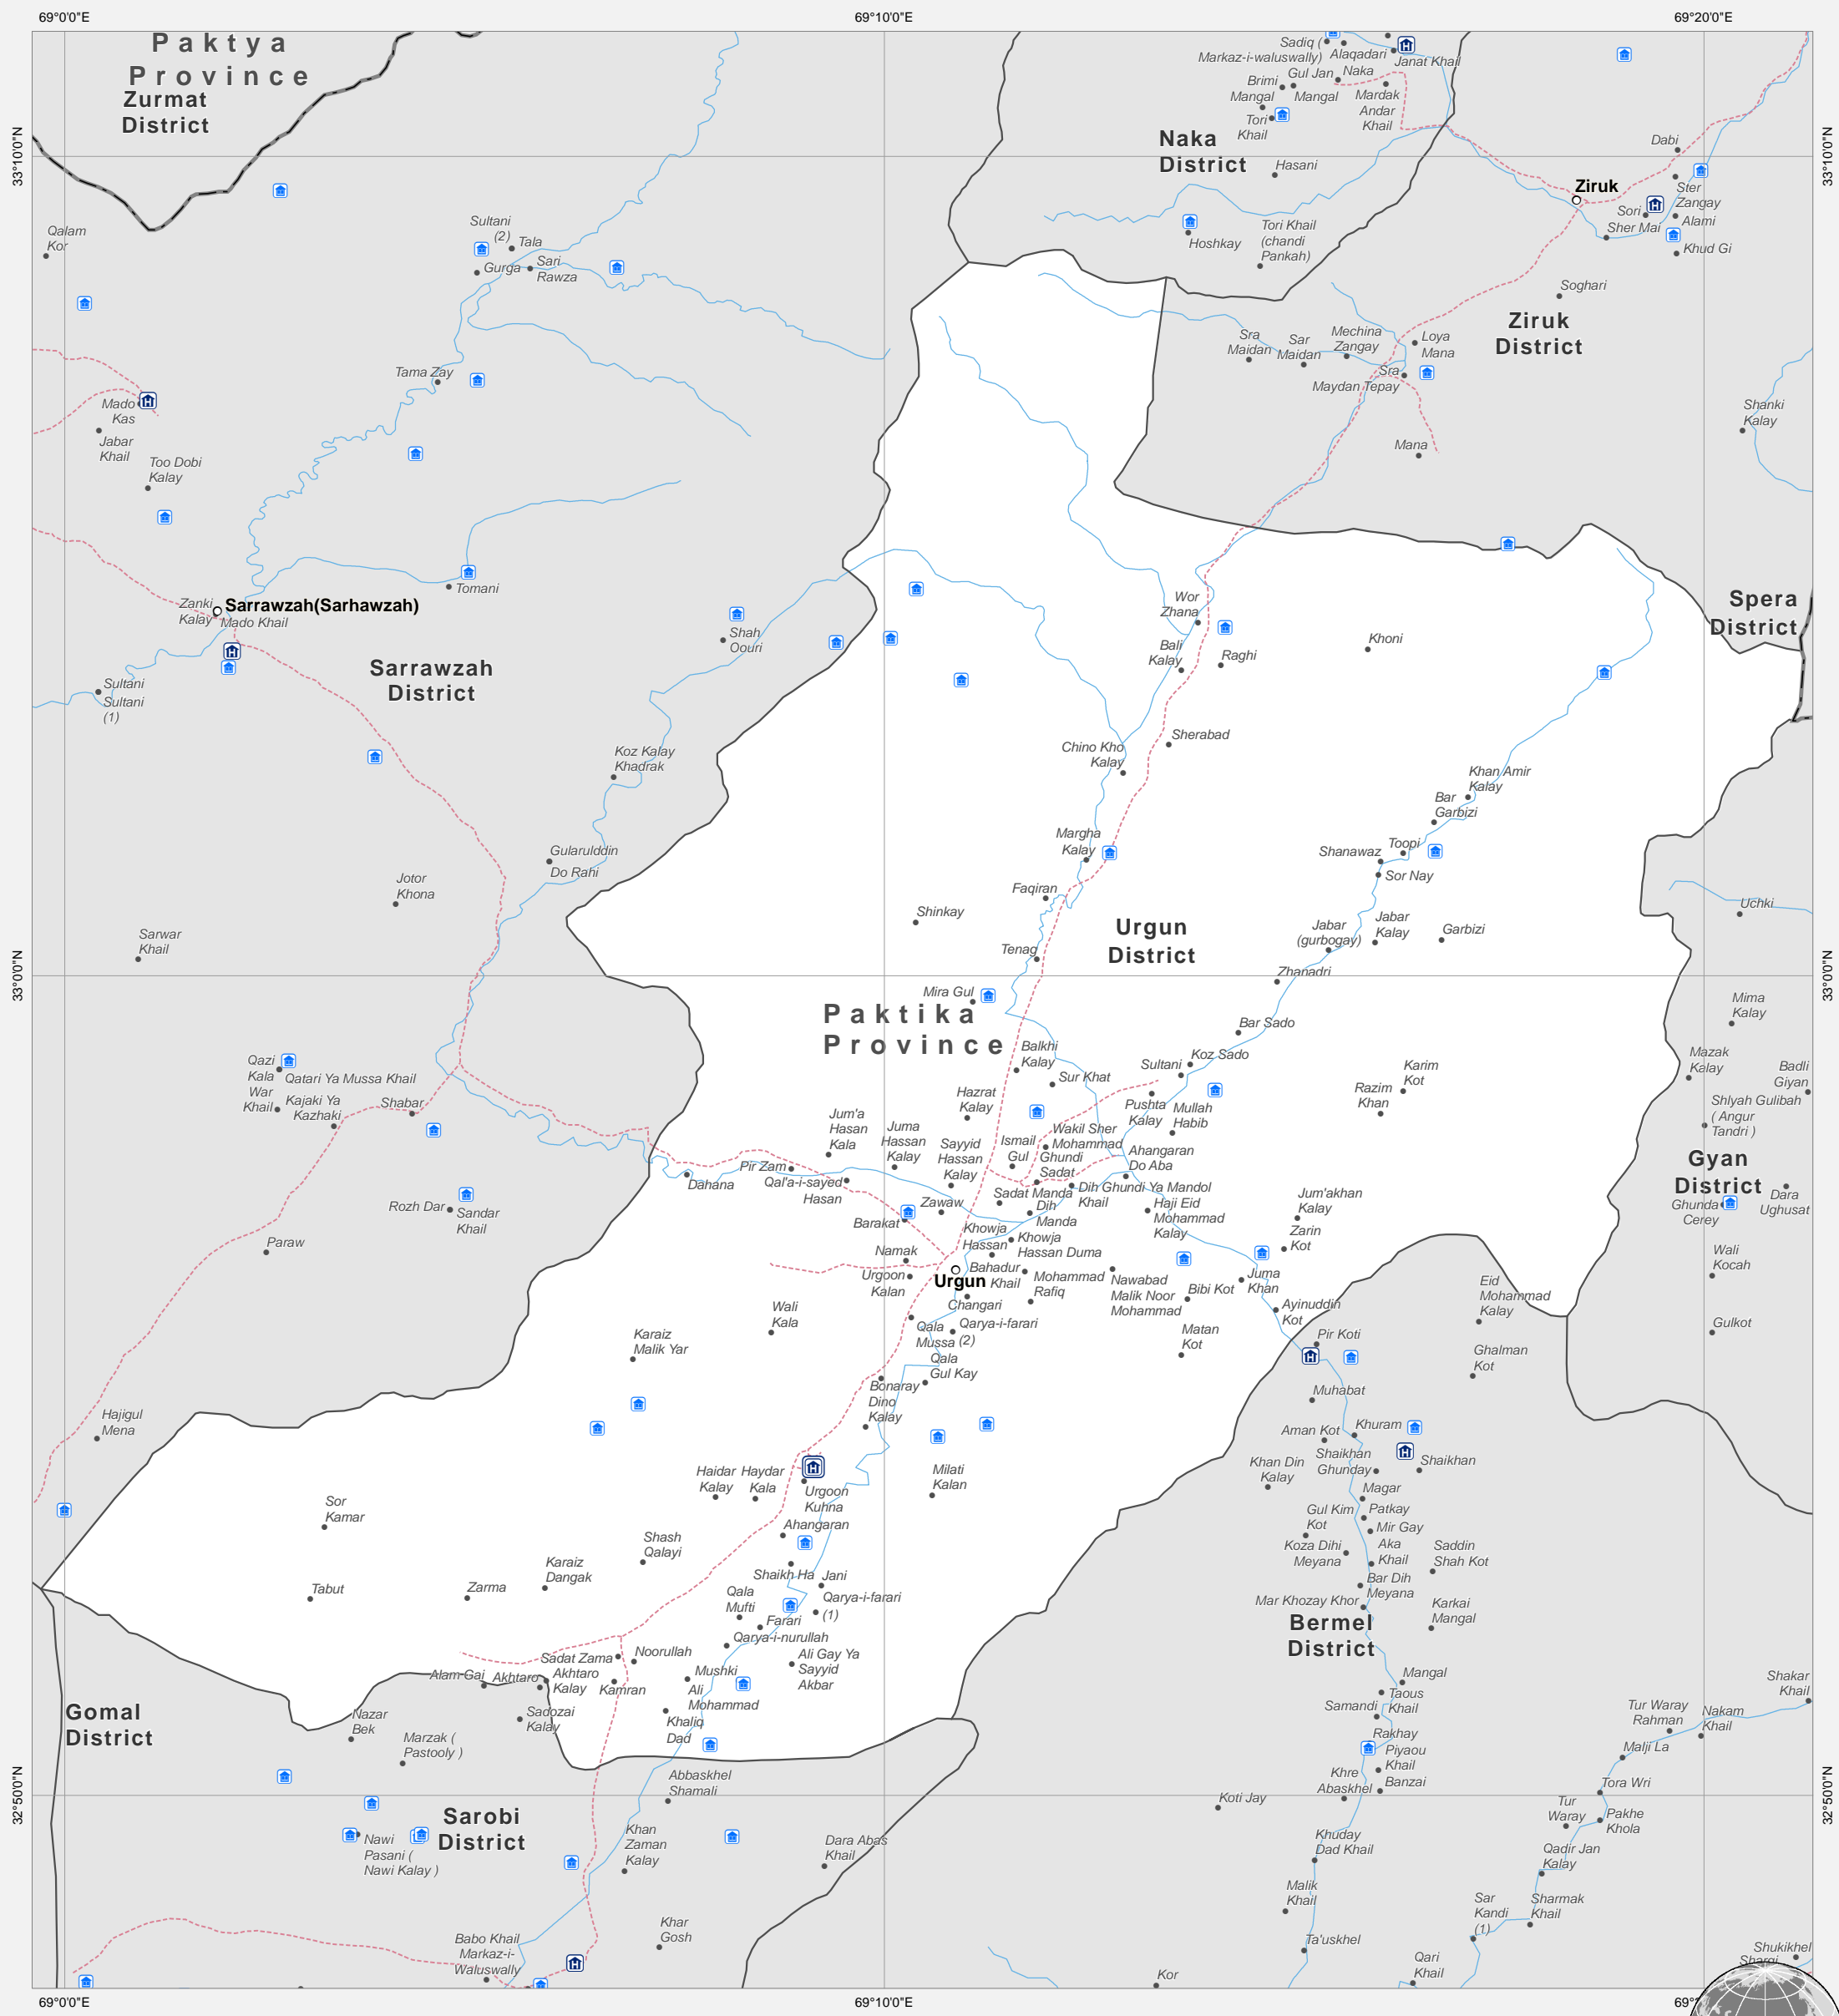 69°0'0"E
69°10'0"E
69°20'0"E
Paktya
Province
Zurmat
District
33°10'0"N
33°10'0"N
Sadiq (
Markaz-i-waluswally)
Alaqadari
Janat Khail
Gul Jan
Mangal
Naka
Brimi
Mangal
Mardak
Andar
Khail
Tori
Khail
Naka
District
Hasani
Hoshkay
Tori Khail
(chandi
Pankah)
Dabi
Ziruk
Ster
Zangay
Sori
Alami
Sher Mai
Khud Gi
Soghari
Ziruk
District
Qalam
Kor
Sultani
(2)
Tala
Gurga
Sari
Rawza
Sra
Maidan
Sar
Maidan
Mechina
Zangay
Loya
Mana
Sra
Maydan Tepay
Mana
Shanki
Kalay
Tama Zay
Mado
Kas
Jabar
Khail
Too Dobi
Kalay
Tomani
Zanki
Kalay
Sarrawzah(Sarhawzah)
Mado Khail
Sarrawzah
District
Shah
Oouri
Sultani
Sultani
(1)
Wor
Zhana
Bali
Kalay
Raghi
Khoni
Spera
District
Koz Kalay
Khadrak
Sherabad
Chino Kho
Kalay
Khan Amir
Kalay
Bar
Garbizi
Gularulddin
Do Rahi
Margha
Kalay
Toopi
Shanawaz
Sor Nay
Jotor
Khona
Faqiran
Shinkay
Uchki
Sarwar
Khail
Urgun
District
Tenag
Jabar
(gurbogay)
Jabar
Kalay
Garbizi
33°0'0"N
33°0'0"N
Zhanadri
Mira Gul
Paktika
Province
Mima
Kalay
Bar Sado
Balkhi
Kalay
Sur Khat
Sultani
Koz Sado
Karim
Kot
Razim
Khan
Mazak
Kalay
Badli
Giyan
Qazi
Kala
War
Khail
Qatari Ya Mussa Khail
Kajaki Ya
Kazhaki
Shabar
Hazrat
Kalay
Pushta
Kalay
Mullah
Habib
Shlyah Gulibah
( Angur
Tandri )
Jum'a
Hasan
Kala
Juma
Hassan
Kalay
Sayyid
Hassan
Kalay
Ismail
Gul
Wakil Sher
Mohammad
Ghundi
Sadat
Ahangaran
Do Aba
Gyan
District
Dahana
Pir Zam
Qal'a-i-sayed
Hasan
Zawaw
Sadat Manda
Dih
Manda
Dih Ghundi Ya Mandol
Khail
Haji Eid
Mohammad
Kalay
Jum'akhan
Kalay
Zarin
Kot
Ghunda
Cerey
Dara
Ughusat
Rozh Dar
Sandar
Khail
Barakat
Khowja
Hassan
Khowja
Hassan Duma
Paraw
Namak
Urgoon
Kalan
Urgun
Bahadur
Khail
Mohammad
Rafiq
Nawabad
Malik Noor
Mohammad
Bibi Kot
Juma
Khan
Wali
Kocah
Changari
Ayinuddin
Kot
Eid
Mohammad
Kalay
Wali
Kala
Qala
Mussa
Qarya-i-farari
(2)
Matan
Kot
Pir Koti
Gulkot
Karaiz
Malik Yar
Qala
Gul Kay
Ghalman
Kot
Bonaray
Dino
Kalay
Muhabat
Hajigul
Mena
Aman Kot
Khuram
Shaikhan
Ghunday
Shaikhan
Khan Din
Kalay
Haidar
Kalay
Haydar
Kala
Urgoon
Kuhna
Milati
Kalan
Magar
Sor
Kamar
Gul Kim
Kot
Patkay
Mir Gay
Ahangaran
Shash
Qalayi
Koza Dihi
Meyana
Aka
Khail
Saddin
Shah Kot
Karaiz
Dangak
Shaikh Ha
Jani
Tabut
Zarma
Bar Dih
Meyana
Qala
Mufti
Qarya-i-farari
(1)
Mar Khozay Khor
Karkai
Mangal
Farari
Bermel
District
Qarya-i-nurullah
Noorullah
Sadat Zama
Ali Gay Ya
Sayyid
Akbar
Alam Gai
Akhtaro
Akhtaro
Kalay
Kamran
Mushki
Ali
Mohammad
Mangal
Taous
Khail
Samandi
Shakar
Khail
Gomal
District
Nazar
Bek
Sadozai
Kalay
Khaliq
Dad
Tur Waray
Rahman
Nakam
Khail
Marzak (
Pastooly )
Rakhay
Piyaou
Khail
Malji La
Abbaskhel
Shamali
Khre
Abaskhel
Banzai
Tora Wri
32°50'0"N
32°50'0"N
Koti Jay
Tur
Waray
Pakhe
Khola
Sarobi
District
Nawi
Pasani (
Nawi Kalay )
Khan
Zaman
Kalay
Dara Abas
Khail
Khuday
Dad Khail
Qadir Jan
Kalay
Malik
Khail
Sar
Kandi
(1)
Sharmak
Khail
Khar
Gosh
Babo Khail
Markaz-i-
Waluswally
Ta'uskhel
Kor
Qari
Khail
Shukikhel
Shargi
69°0'0"E
69°10'0"E